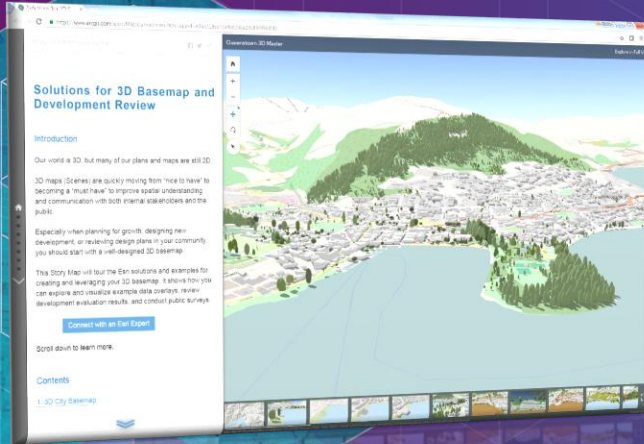 Queenstown 3D Master
Solutions for 3D Basemap and
Development Review
Introduction
Our world is 3D, but many of our plans and maps are still 2D.
3D maps (Scenes) are quickly moving from "nice to have" to
becoming a "must have" to improve spatial understanding
and communication with both internal stakeholders and the
public.
Especially when planning for growth, designing new
development, or reviewing design plans in your community
you should start with a well-designed 3D basemap.
This Story Map will tour the Esri solutions and examples for
creating and leveraging your 3D basemap. It shows how you
can explore and visualize example data overlays, review
development evaluation results, and conduct public surveys.
Connect with an Esri Expert
Scroll down to learn more.
Contents
1. 3D City Basemap